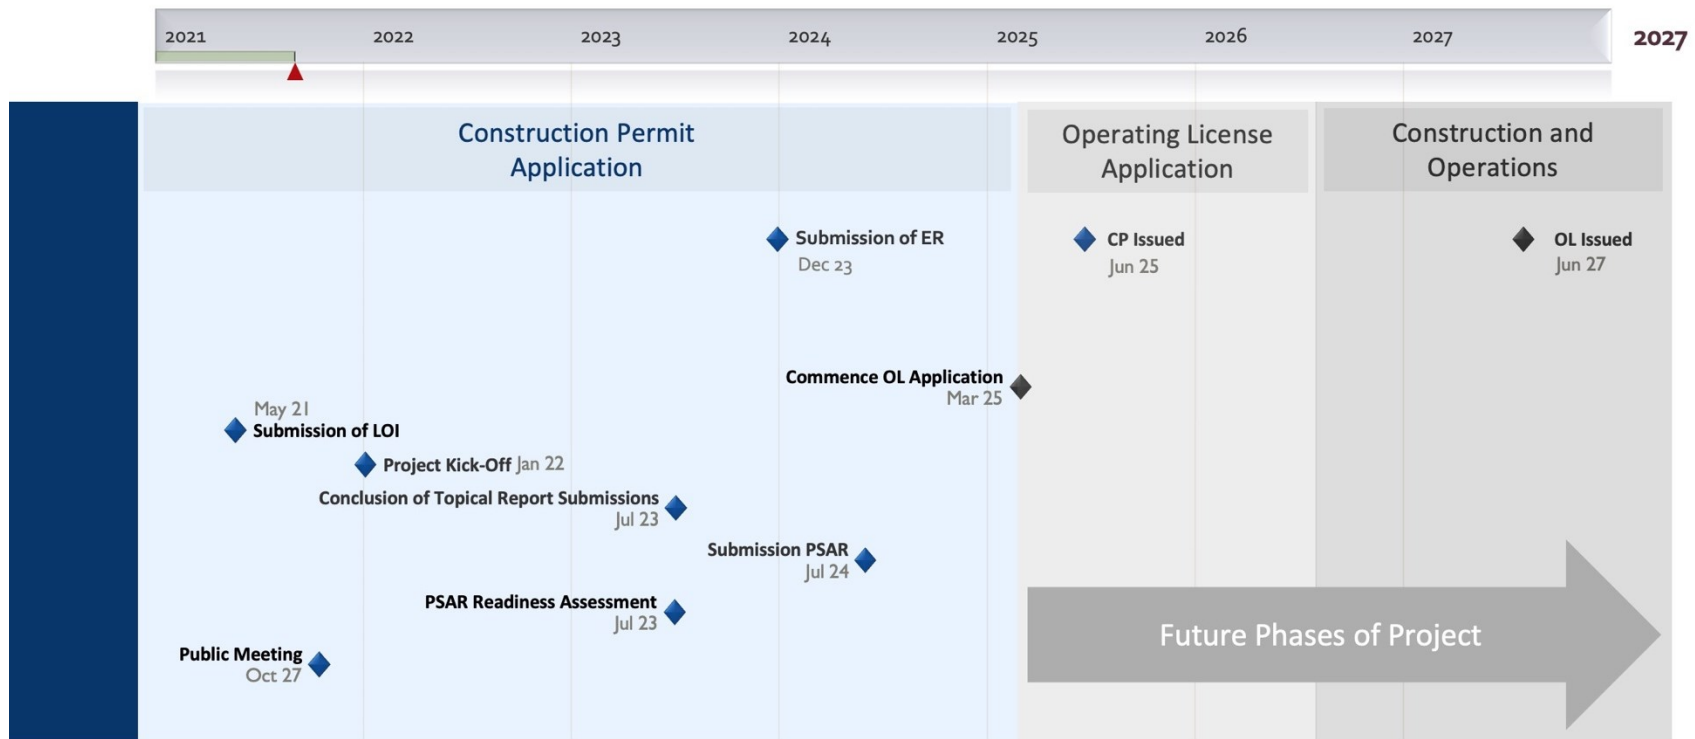 2021 2022 2023 2024 2025 2026 2027 2027
Construction Permit
Application
Operating License
Application
Construction and
Operations
Submission of ER
Dec 23
CP Issued
Jun 25
OL Issued
Jun 27
Commence OL Application
Mar 25
May 21
Submission of LOI
Project Kick-Off Jan 22
Conclusion of Topical Report Submissions
Jul 23
Submission PSAR
Jul 24
PSAR Readiness Assessment
Jul 23
Public Meeting
Oct 27
Future Phases of Project